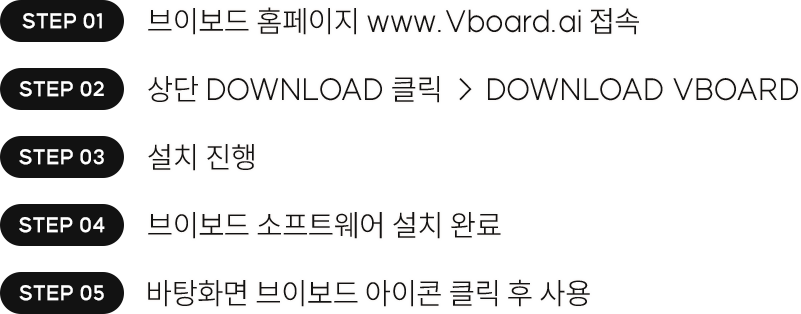 STEP 01 브이보드 홈페이지 www.Vboard.ai 접속
STEP 02 상단 DOWNLOAD 클릭 > DOWNLOAD VBOARD
STEP 03 설치 진행
STEP 04 브이보드 소프트웨어 설치 완료
STEP 05 바탕화면 브이보드 아이콘 클릭 후 사용